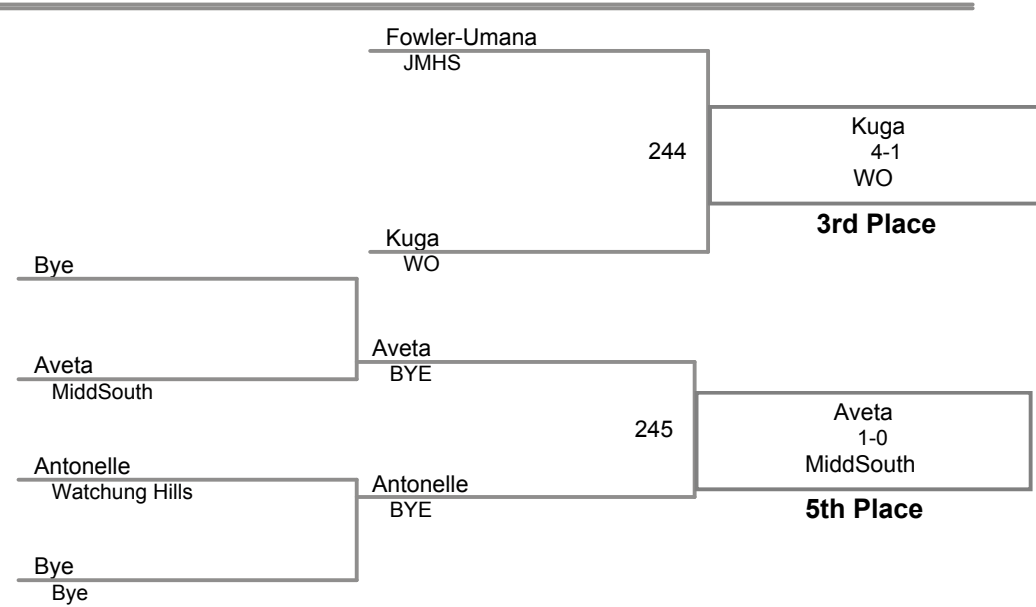 Fowler-Umana
JMHS
244
Kuga
4-1
WO
3rd Place
Kuga
WO
Bye
Aveta
MiddSouth
Aveta
BYE
245
Aveta
1-0
MiddSouth
5th Place
Antonelle
Watchung Hills
Antonelle
BYE
Bye
Bye